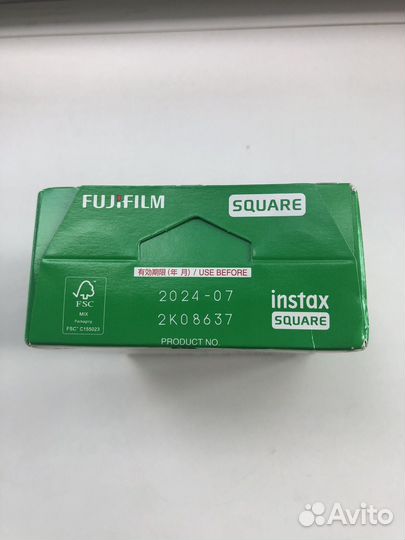 FUJIFILM
SQUARE
有効期限(年 月) / USE BEFORE
2024-07
2K08637
PRODUCT NO.
FSC
MIX
Packaging
FSC® C155023
instax
SQUARE
Avito